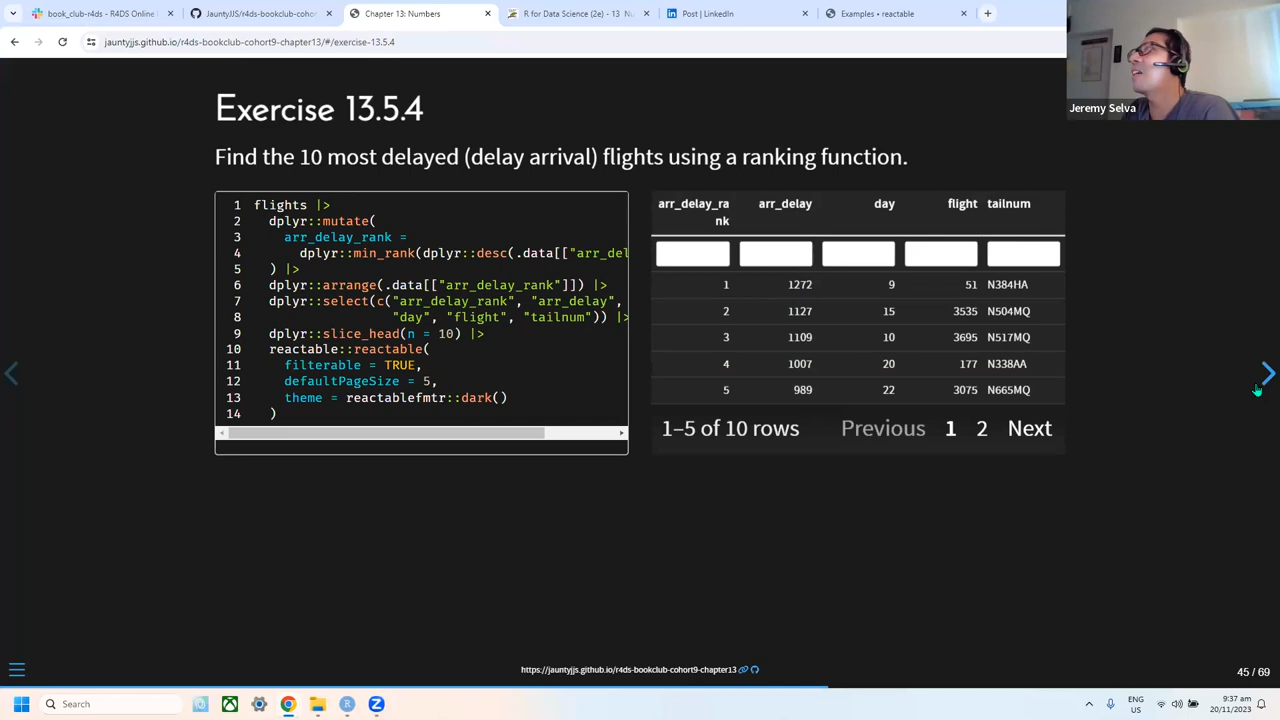 book_club-r4ds - R4DS Online
JauntyJJS/r4ds-bookclub-cohor
Chapter 13: Numbers
R for Data Science (2e) - 13 Nu
Post | LinkedIn
Examples – reactable
jauntyjjs.github.io/r4ds-bookclub-cohort9-chapter13/#/exercise-13.5.4
Jeremy Selva
Exercise 13.5.4
Find the 10 most delayed (delay arrival) flights using a ranking function.
1 flights |>
2 dplyr::mutate(
3 arr_delay_rank =
4 dplyr::min_rank(dplyr::desc(.data[["arr_del
5 ) |>
6 dplyr::arrange(.data[["arr_delay_rank"]]) |>
7 dplyr::select(c("arr_delay_rank", "arr_delay",
8 "day", "flight", "tailnum")) |>
9 dplyr::slice_head(n = 10) |>
10 reactable::reactable(
11 filterable = TRUE,
12 defaultPageSize = 5,
13 theme = reactablefmtr::dark()
14 )
arr_delay_ra
nk
arr_delay day flight tailnum
1 1272 9 51 N384HA
2 1127 15 3535 N504MQ
3 1109 10 3695 N517MQ
4 1007 20 177 N338AA
5 989 22 3075 N665MQ
1–5 of 10 rows Previous 1 2 Next
https://jauntyjjs.github.io/r4ds-bookclub-cohort9-chapter13
45 / 69
Search
ENG
US
9:37 am
20/11/2023